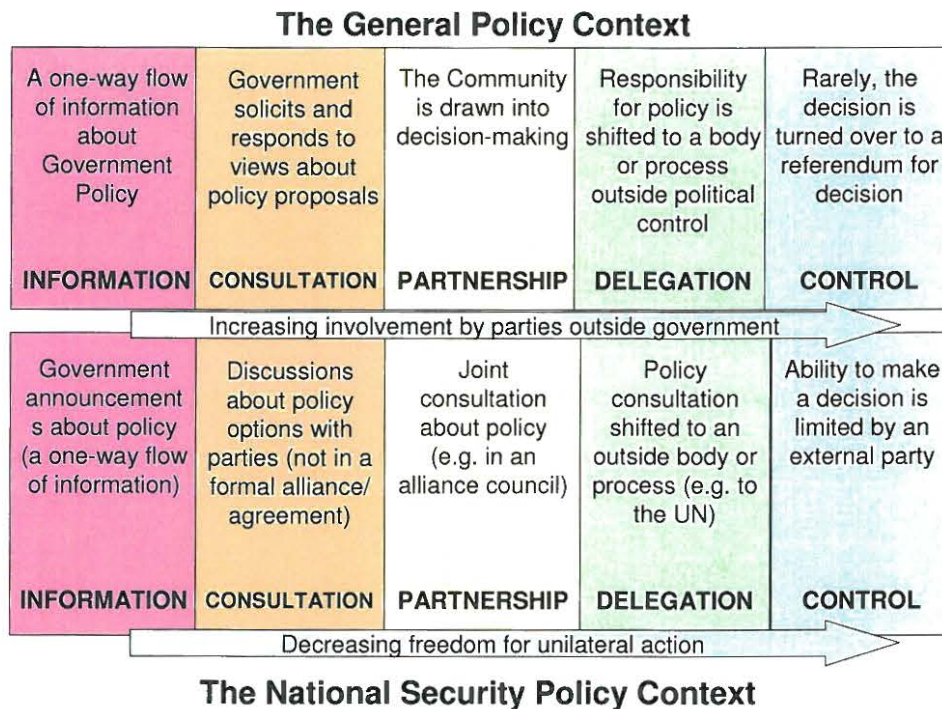 The General Policy Context
A one-way flow
of information
about
Government
Policy
INFORMATION
Government
solicits and
responds to
views about
policy proposals
CONSULTATION
The Community
is drawn into
decision-making
PARTNERSHIP
Responsibility
for policy is
shifted to a body
or process
outside political
control
DELEGATION
Rarely, the
decision is
turned over to a
referendum for
decision
CONTROL
Increasing involvement by parties outside government
Government
announcement
s about policy
(a one-way flow
of information)
INFORMATION
Discussions
about policy
options with
parties (not in a
formal alliance/
agreement)
CONSULTATION
Joint
consultation
about policy
(e.g. in an
alliance council)
PARTNERSHIP
Policy
consultation
shifted to an
outside body or
process (e.g. to
the UN)
DELEGATION
Ability to make
a decision is
limited by an
external party
CONTROL
Decreasing freedom for unilateral action
The National Security Policy Context